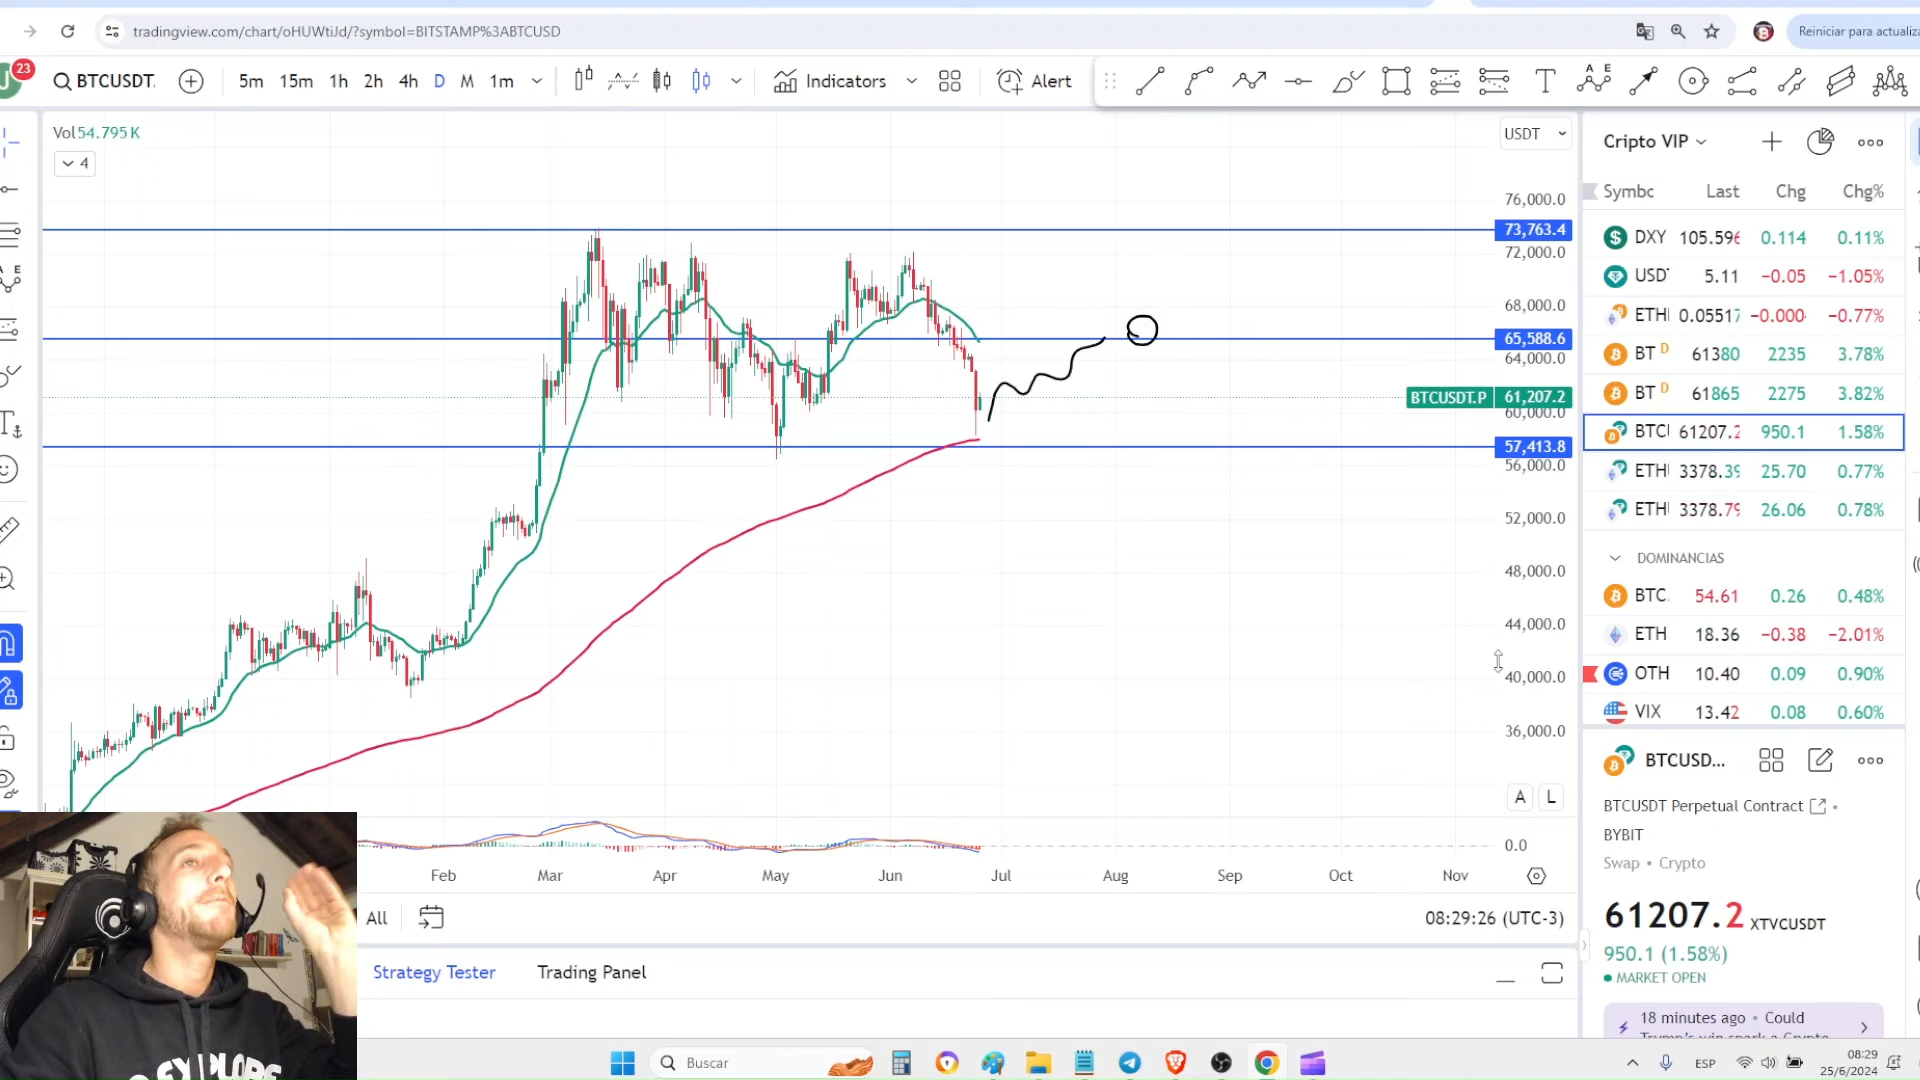 tradingview.com/chart/oHUWtiJd/?symbol=BITSTAMP%3ABTCUSD
Reiniciar para actualiza
23
BTCUSDT.
5m 15m 1h 2h 4h D M 1m
Indicators
Alert
Vol 54.795 K
4
USDT
76,000.0
73,763.4
72,000.0
68,000.0
65,588.6
64,000.0
BTCUSDT.P 61,207.2
60,000.0
57,413.8
56,000.0
52,000.0
48,000.0
44,000.0
40,000.0
36,000.0
A L
0.0
Feb Mar Apr May Jun Jul Aug Sep Oct Nov
All
08:29:26 (UTC-3)
Strategy Tester Trading Panel
Cripto VIP
Symbc Last Chg Chg%
DXY 105.596 0.114 0.11%
USD 5.11 −0.05 −1.05%
ETH 0.05517 −0.000 −0.77%
BT D 61380 2235 3.78%
BT D 61865 2275 3.82%
BTC 61207.2 950.1 1.58%
ETH 3378.39 25.70 0.77%
ETH 3378.79 26.06 0.78%
DOMINANCIAS
BTC. 54.61 0.26 0.48%
ETH 18.36 −0.38 −2.01%
OTH 10.40 0.09 0.90%
VIX 13.42 0.08 0.60%
BTCUSD...
BTCUSDT Perpetual Contract
BYBIT
Swap • Crypto
61207.2 XTVCUSDT
950.1 (1.58%)
MARKET OPEN
18 minutes ago • Could
Trump's win spark a Crypto
Buscar
ESP
08:29
25/6/2024